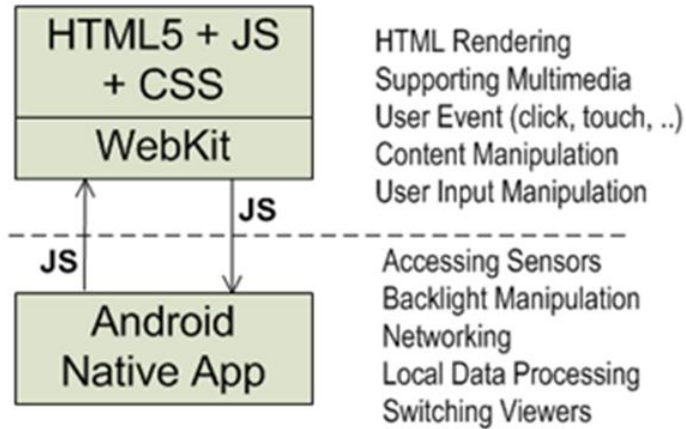 HTML5 + JS
+ CSS
WebKit
JS
JS
Android
Native App
HTML Rendering
Supporting Multimedia
User Event (click, touch, ..)
Content Manipulation
User Input Manipulation
Accessing Sensors
Backlight Manipulation
Networking
Local Data Processing
Switching Viewers